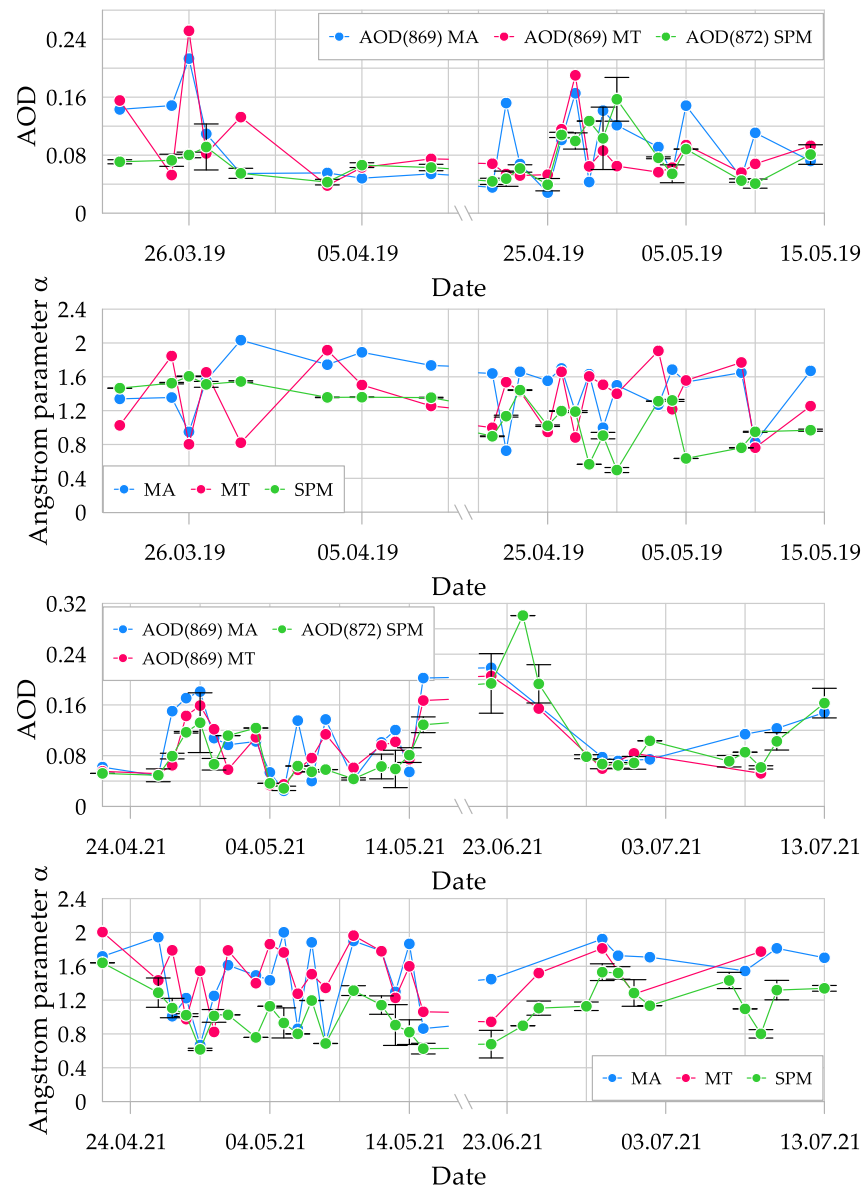 AOD(869) MA AOD(869) MT AOD(872) SPM
AOD
0.24
0.16
0.08
0
26.03.19 05.04.19 25.04.19 05.05.19 15.05.19
Date
Angstrom parameter α
2.4
2
1.6
1.2
0.8
0.4
0
MA MT SPM
26.03.19 05.04.19 25.04.19 05.05.19 15.05.19
Date
AOD
0.32
0.24
0.16
0.08
0
AOD(869) MA AOD(872) SPM
AOD(869) MT
24.04.21 04.05.21 14.05.21 23.06.21 03.07.21 13.07.21
Date
Angstrom parameter α
2.4
2
1.6
1.2
0.8
0.4
0
MA MT SPM
24.04.21 04.05.21 14.05.21 23.06.21 03.07.21 13.07.21
Date